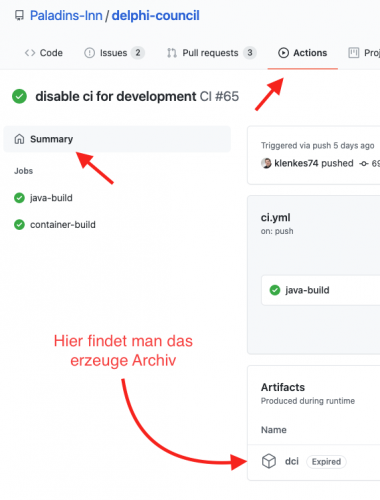 Paladins-Inn / delphi-council
Code Issues 2 Pull requests 3 Actions Proj
disable ci for development CI #65
Summary
Jobs
java-build
container-build
Triggered via push 5 days ago
klenkes74 pushed 69
ci.yml
on: push
java-build
Hier findet man das
erzeuge Archiv
Artifacts
Produced during runtime
Name
dci Expired